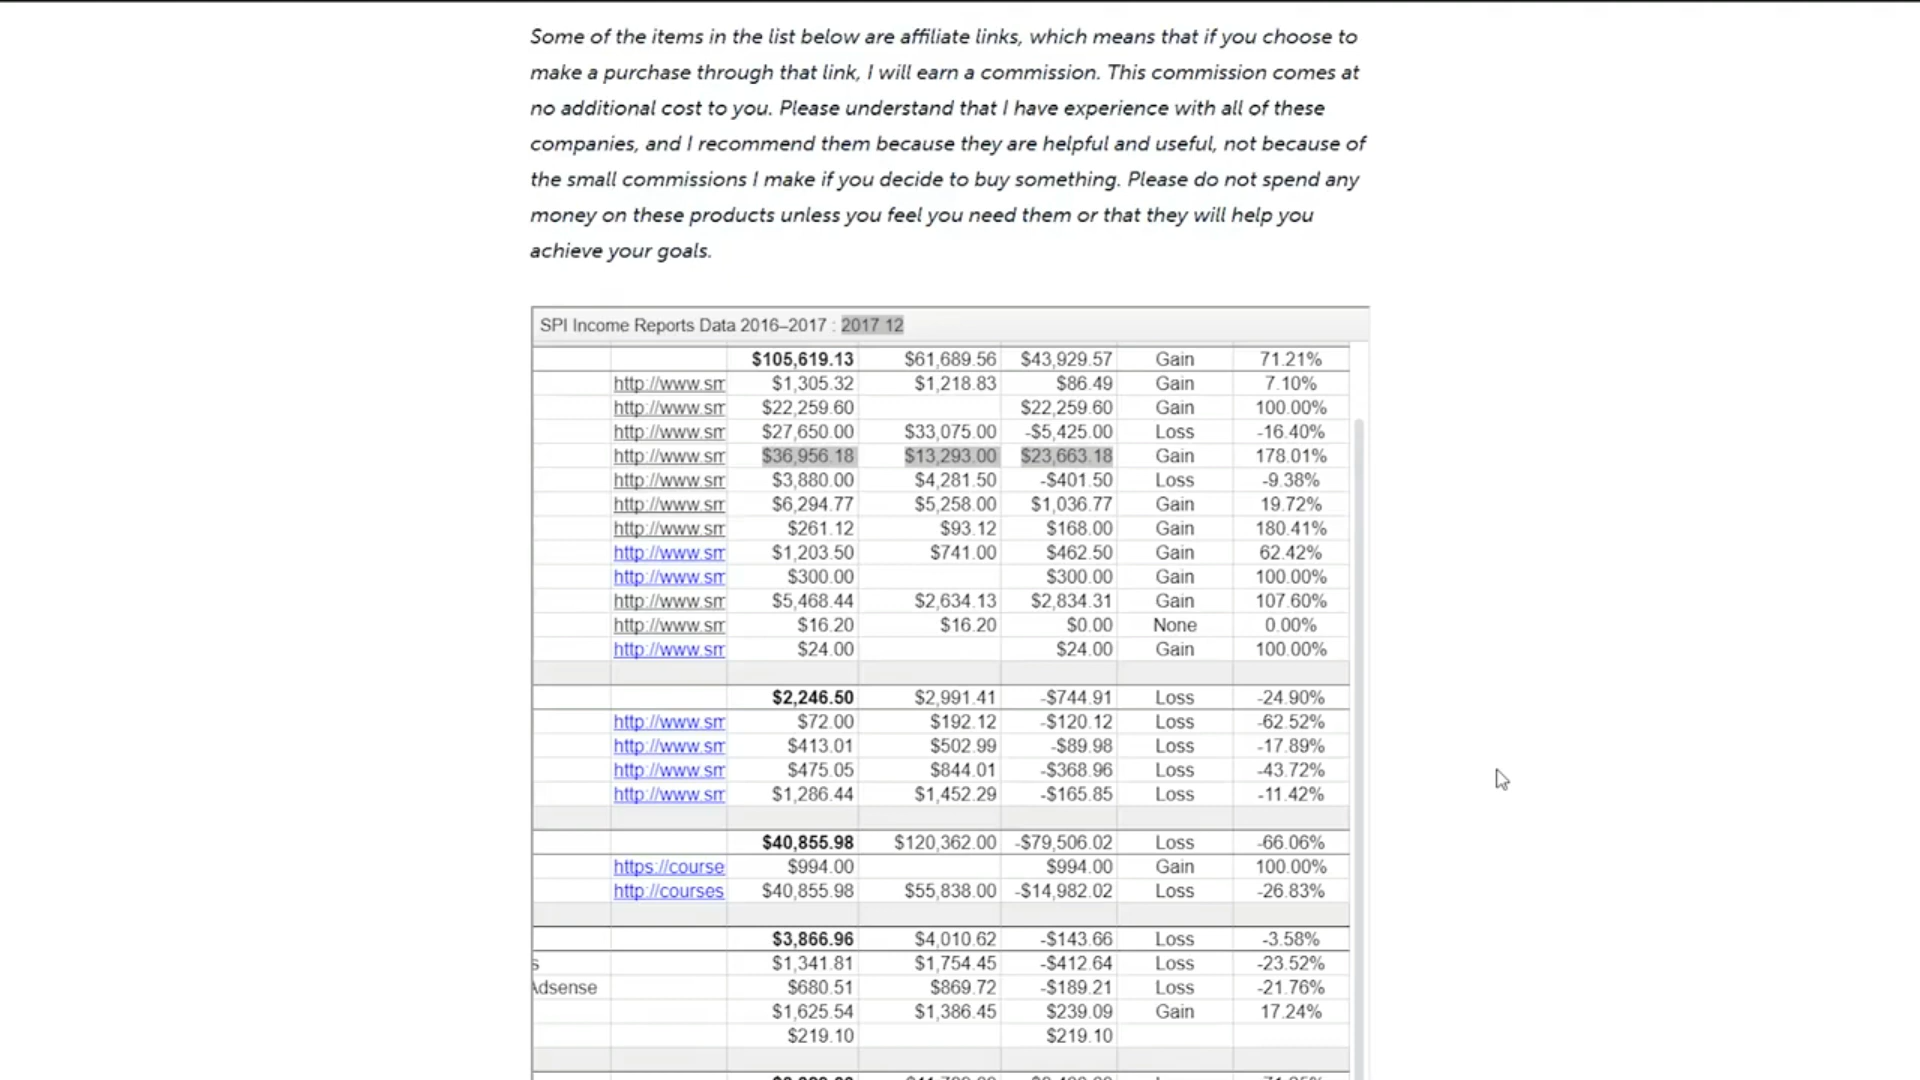 Some of the items in the list below are affiliate links, which means that if you choose to
make a purchase through that link, I will earn a commission. This commission comes at
no additional cost to you. Please understand that I have experience with all of these
companies, and I recommend them because they are helpful and useful, not because of
the small commissions I make if you decide to buy something. Please do not spend any
money on these products unless you feel you need them or that they will help you
achieve your goals.
SPI Income Reports Data 2016–2017 : 2017 12
$105,619.13 $61,689.56 $43,929.57 Gain 71.21%
http://www.sm $1,305.32 $1,218.83 $86.49 Gain 7.10%
http://www.sm $22,259.60 $22,259.60 Gain 100.00%
http://www.sm $27,650.00 $33,075.00 -$5,425.00 Loss -16.40%
http://www.sm $36,956.18 $13,293.00 $23,663.18 Gain 178.01%
http://www.sm $3,880.00 $4,281.50 -$401.50 Loss -9.38%
http://www.sm $6,294.77 $5,258.00 $1,036.77 Gain 19.72%
http://www.sm $261.12 $93.12 $168.00 Gain 180.41%
http://www.sm $1,203.50 $741.00 $462.50 Gain 62.42%
http://www.sm $300.00 $300.00 Gain 100.00%
http://www.sm $5,468.44 $2,634.13 $2,834.31 Gain 107.60%
http://www.sm $16.20 $16.20 $0.00 None 0.00%
http://www.sm $24.00 $24.00 Gain 100.00%
$2,246.50 $2,991.41 -$744.91 Loss -24.90%
http://www.sm $72.00 $192.12 -$120.12 Loss -62.52%
http://www.sm $413.01 $502.99 -$89.98 Loss -17.89%
http://www.sm $475.05 $844.01 -$368.96 Loss -43.72%
http://www.sm $1,286.44 $1,452.29 -$165.85 Loss -11.42%
$40,855.98 $120,362.00 -$79,506.02 Loss -66.06%
https://course $994.00 $994.00 Gain 100.00%
http://courses $40,855.98 $55,838.00 -$14,982.02 Loss -26.83%
$3,866.96 $4,010.62 -$143.66 Loss -3.58%
s $1,341.81 $1,754.45 -$412.64 Loss -23.52%
Adsense $680.51 $869.72 -$189.21 Loss -21.76%
$1,625.54 $1,386.45 $239.09 Gain 17.24%
$219.10 $219.10